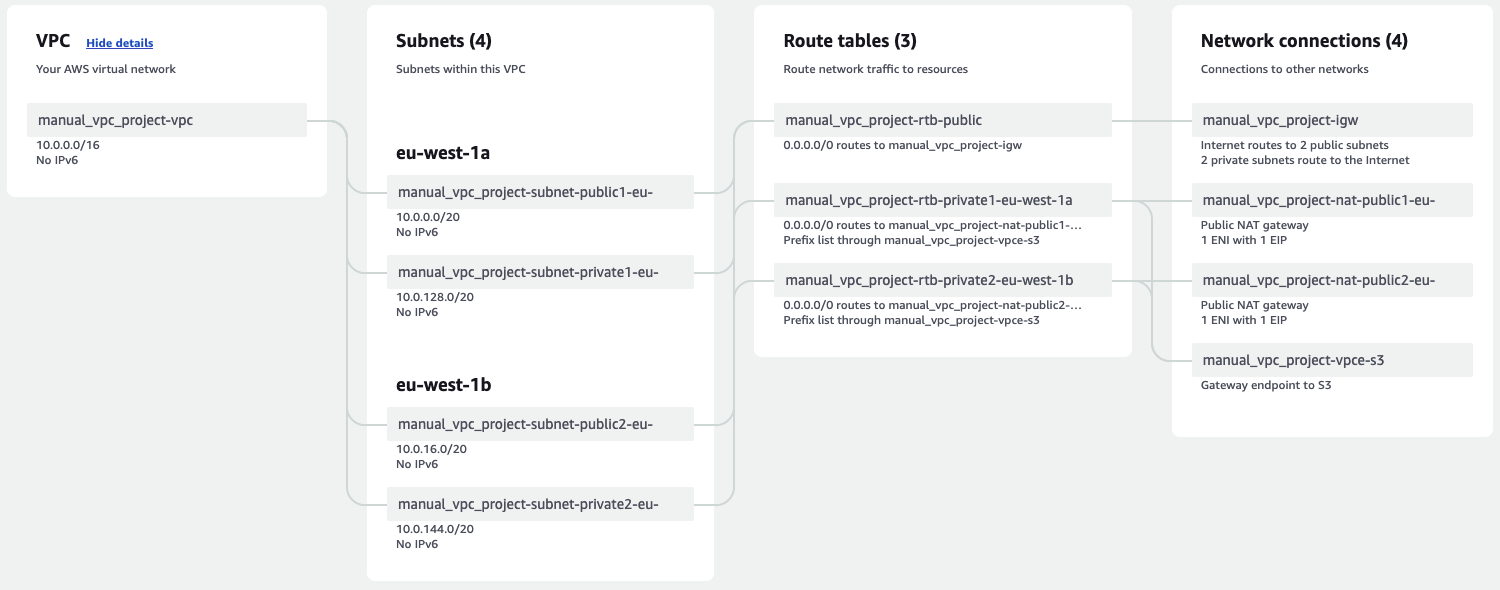 VPC Hide details
Your AWS virtual network
manual_vpc_project-vpc
10.0.0.0/16
No IPv6
Subnets (4)
Subnets within this VPC
eu-west-1a
manual_vpc_project-subnet-public1-eu-
10.0.0.0/20
No IPv6
manual_vpc_project-subnet-private1-eu-
10.0.128.0/20
No IPv6
eu-west-1b
manual_vpc_project-subnet-public2-eu-
10.0.16.0/20
No IPv6
manual_vpc_project-subnet-private2-eu-
10.0.144.0/20
No IPv6
Route tables (3)
Route network traffic to resources
manual_vpc_project-rtb-public
0.0.0.0/0 routes to manual_vpc_project-igw
manual_vpc_project-rtb-private1-eu-west-1a
0.0.0.0/0 routes to manual_vpc_project-nat-public1-…
Prefix list through manual_vpc_project-vpce-s3
manual_vpc_project-rtb-private2-eu-west-1b
0.0.0.0/0 routes to manual_vpc_project-nat-public2-…
Prefix list through manual_vpc_project-vpce-s3
Network connections (4)
Connections to other networks
manual_vpc_project-igw
Internet routes to 2 public subnets
2 private subnets route to the Internet
manual_vpc_project-nat-public1-eu-
Public NAT gateway
1 ENI with 1 EIP
manual_vpc_project-nat-public2-eu-
Public NAT gateway
1 ENI with 1 EIP
manual_vpc_project-vpce-s3
Gateway endpoint to S3